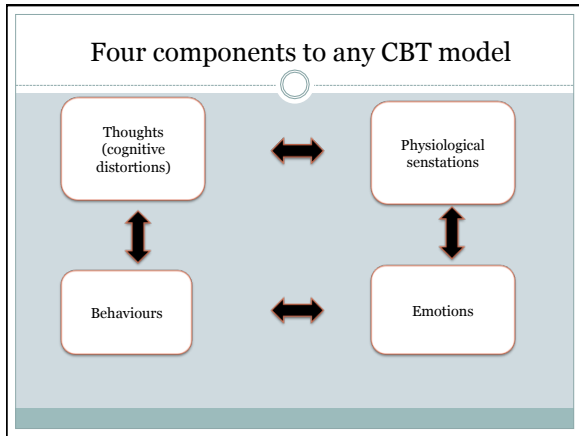 Four components to any CBT model
Thoughts
(cognitive
distortions)
Physiological
senstations
Behaviours
Emotions